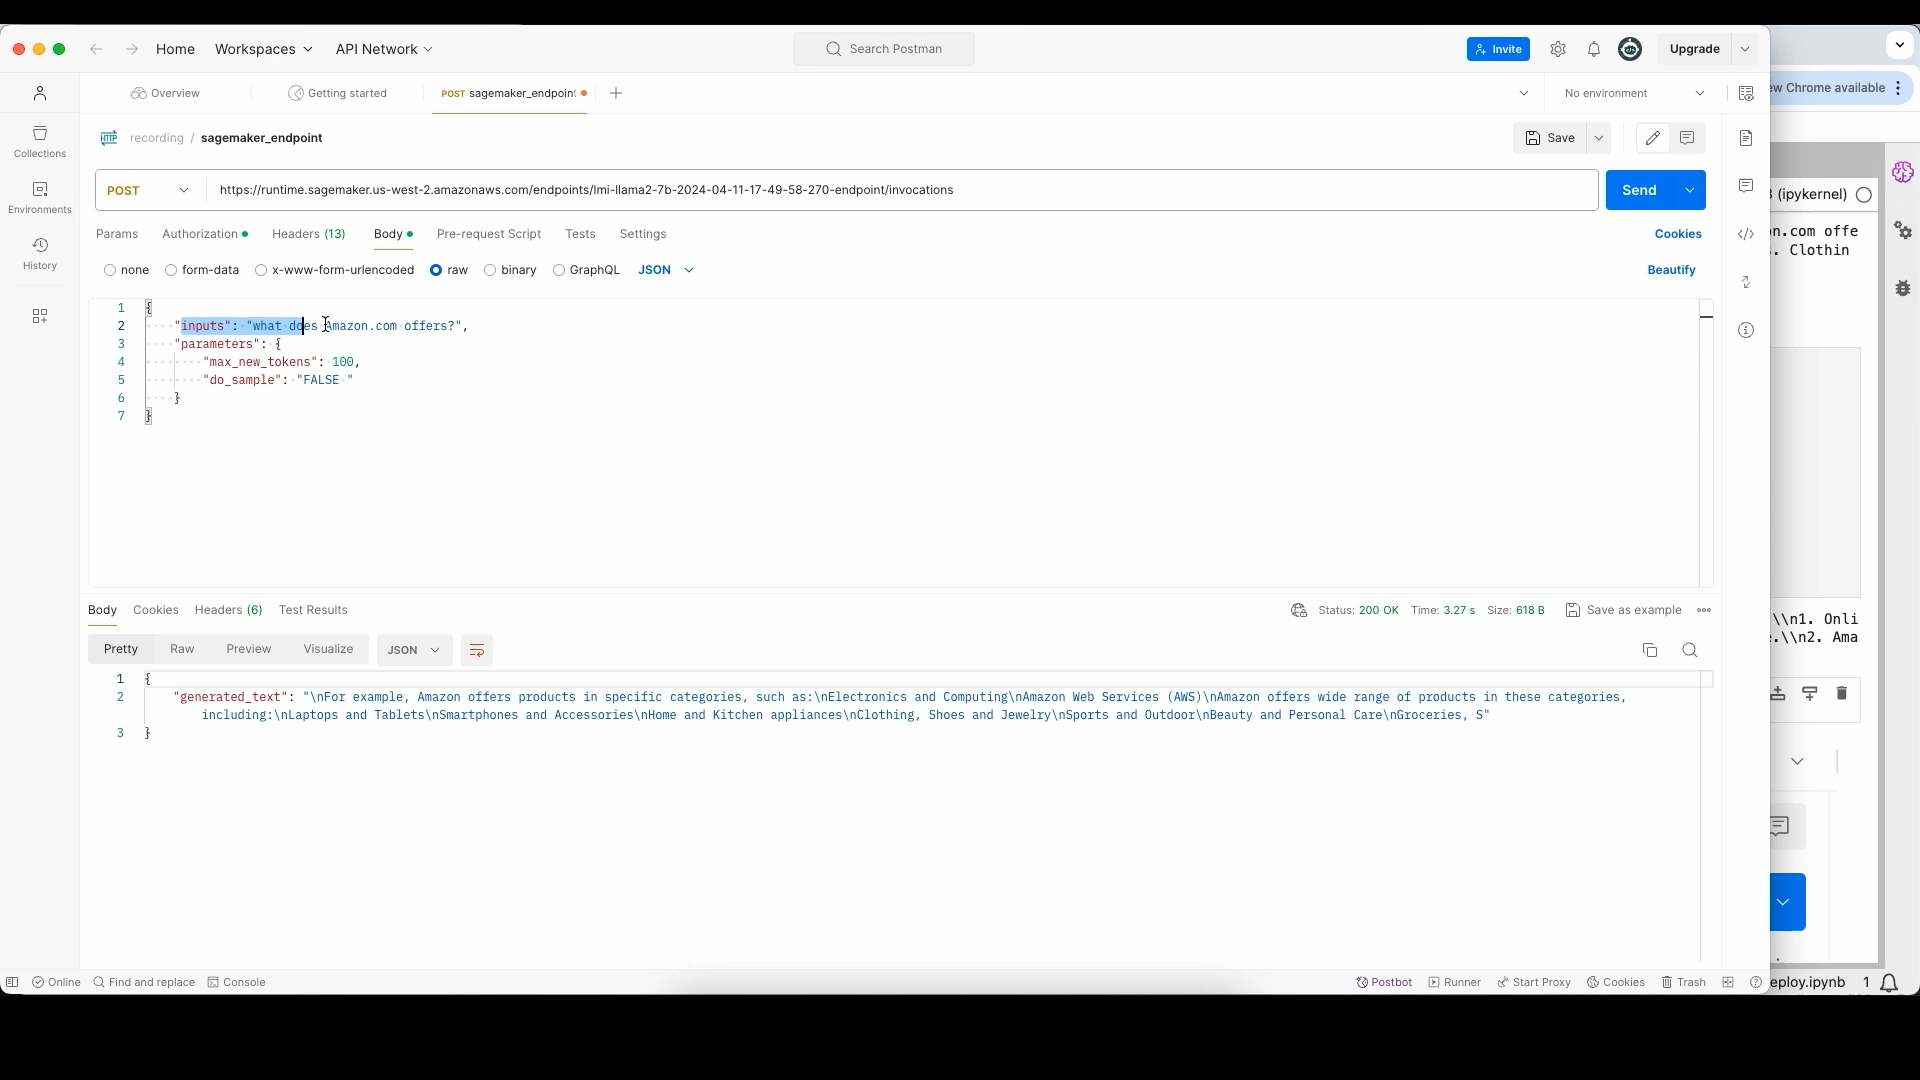 Home Workspaces API Network Search Postman Invite Upgrade
Overview Getting started POST sagemaker_endpoint No environment
ew Chrome available
recording / sagemaker_endpoint Save
Collections
POST https://runtime.sagemaker.us-west-2.amazonaws.com/endpoints/lmi-llama2-7b-2024-04-11-17-49-58-270-endpoint/invocations Send
3 (ipykernel)
Environments
Params Authorization Headers (13) Body Pre-request Script Tests Settings Cookies
on.com offe
. Clothin
History
none form-data x-www-form-urlencoded raw binary GraphQL JSON Beautify
1 {
2 "inputs": "what does Amazon.com offers?",
3 "parameters": {
4 "max_new_tokens": 100,
5 "do_sample": "FALSE "
6 }
7 }
Body Cookies Headers (6) Test Results Status: 200 OK Time: 3.27 s Size: 618 B Save as example
\\n1. Onli
.\\n2. Ama
Pretty Raw Preview Visualize JSON
1 {
2 "generated_text": "\nFor example, Amazon offers products in specific categories, such as:\nElectronics and Computing\nAmazon Web Services (AWS)\nAmazon offers wide range of products in these categories,
including:\nLaptops and Tablets\nSmartphones and Accessories\nHome and Kitchen appliances\nClothing, Shoes and Jewelry\nSports and Outdoor\nBeauty and Personal Care\nGroceries, S"
3 }
Online Find and replace Console Postbot Runner Start Proxy Cookies Trash
eploy.ipynb 1